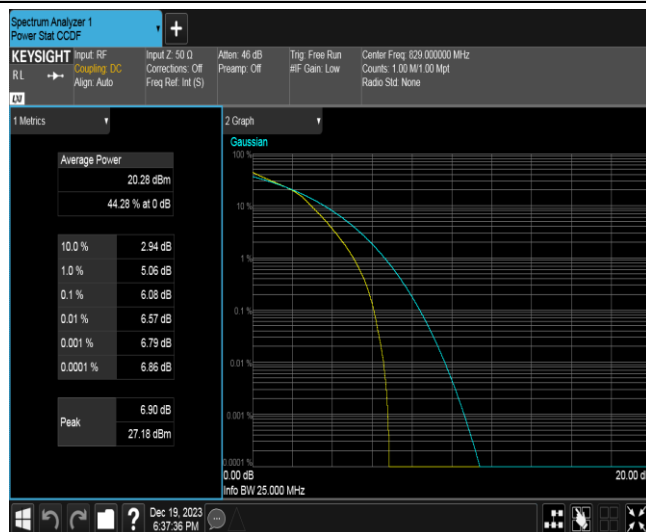 Spectrum Analyzer 1
Power Stat CCDF
+
KEYSIGHT
RL
LXI
Input: RF
Coupling: DC
Align: Auto
Input Z: 50 Ω
Corrections: Off
Freq Ref: Int (S)
Atten: 46 dB
Preamp: Off
Trig: Free Run
#IF Gain: Low
Center Freq: 829.000000 MHz
Counts: 1.00 M/1.00 Mpt
Radio Std: None
1 Metrics
Average Power
20.28 dBm
44.28 % at 0 dB
10.0 % 2.94 dB
1.0 % 5.06 dB
0.1 % 6.08 dB
0.01 % 6.57 dB
0.001 % 6.79 dB
0.0001 % 6.86 dB
Peak
6.90 dB
27.18 dBm
2 Graph
Gaussian
100 %
10 %
1 %
0.1 %
0.01 %
0.001 %
0.0001 %
0.00 dB
20.00 d
Info BW 25.000 MHz
?
Dec 19, 2023
6:37:36 PM